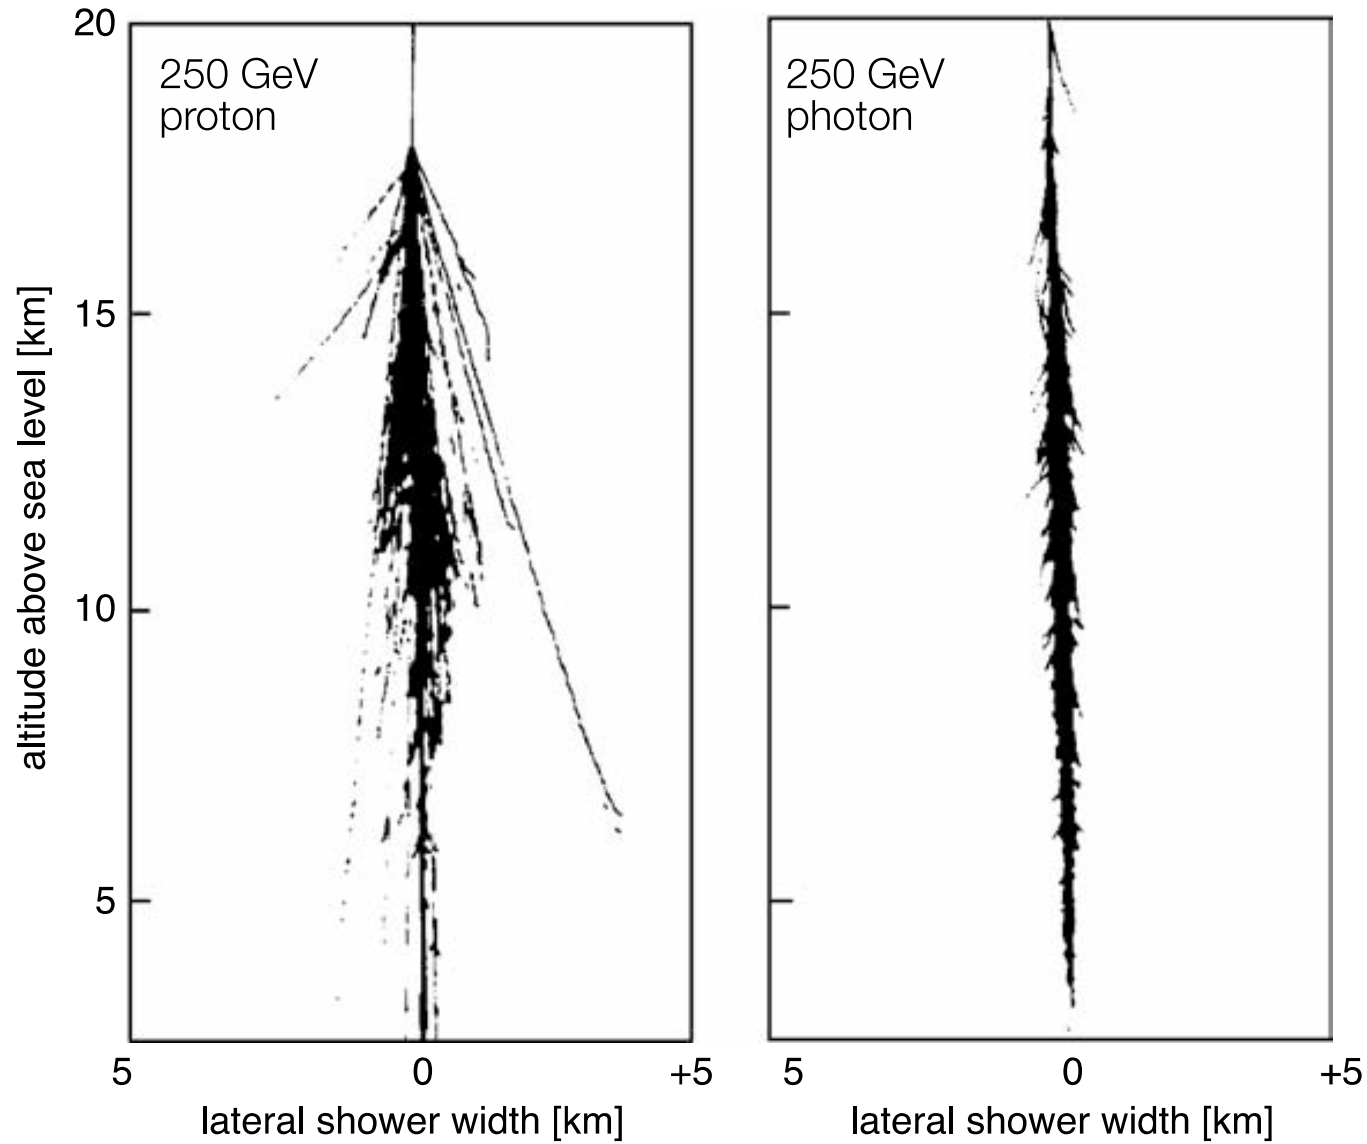 20
250 GeV
proton
250 GeV
photon
altitude above sea level [km]
15
10
5
5
0
+5
5
0
+5
lateral shower width [km]
lateral shower width [km]